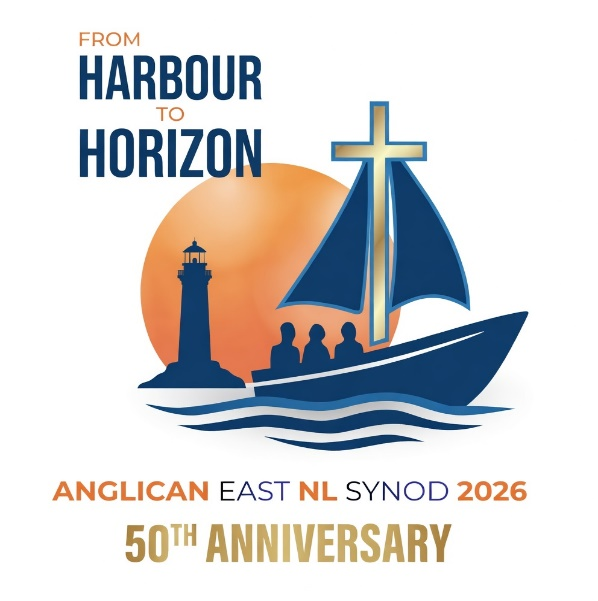 FROM
HARBOUR
TO
HORIZON
ANGLICAN EAST NL SYNOD 2026
50TH ANNIVERSARY